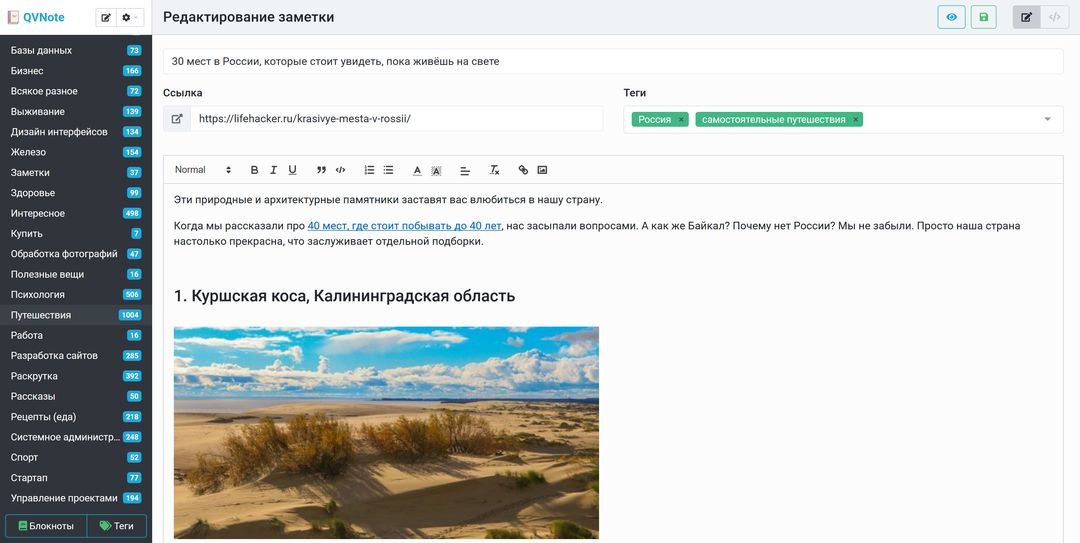 QVNote
Базы данных 73
Бизнес 166
Всякое разное 72
Выживание 139
Дизайн интерфейсов 134
Железо 154
Заметки 37
Здоровье 99
Интересное 498
Купить 7
Обработка фотографий 47
Полезные вещи 16
Психология 506
Путешествия 1004
Работа 16
Разработка сайтов 285
Раскрутка 392
Рассказы 50
Рецепты (еда) 218
Системное администр... 248
Спорт 52
Стартап 77
Управление проектами 194
Блокноты Теги
Редактирование заметки
30 мест в России, которые стоит увидеть, пока живёшь на свете
Ссылка
https://lifehacker.ru/krasivye-mesta-v-rossii/
Теги
Россия × самостоятельные путешествия ×
Normal B I U A A
Эти природные и архитектурные памятники заставят вас влюбиться в нашу страну.
Когда мы рассказали про 40 мест, где стоит побывать до 40 лет, нас засыпали вопросами. А как же Байкал? Почему нет России? Мы не забыли. Просто наша страна
настолько прекрасна, что заслуживает отдельной подборки.
1. Куршская коса, Калининградская область